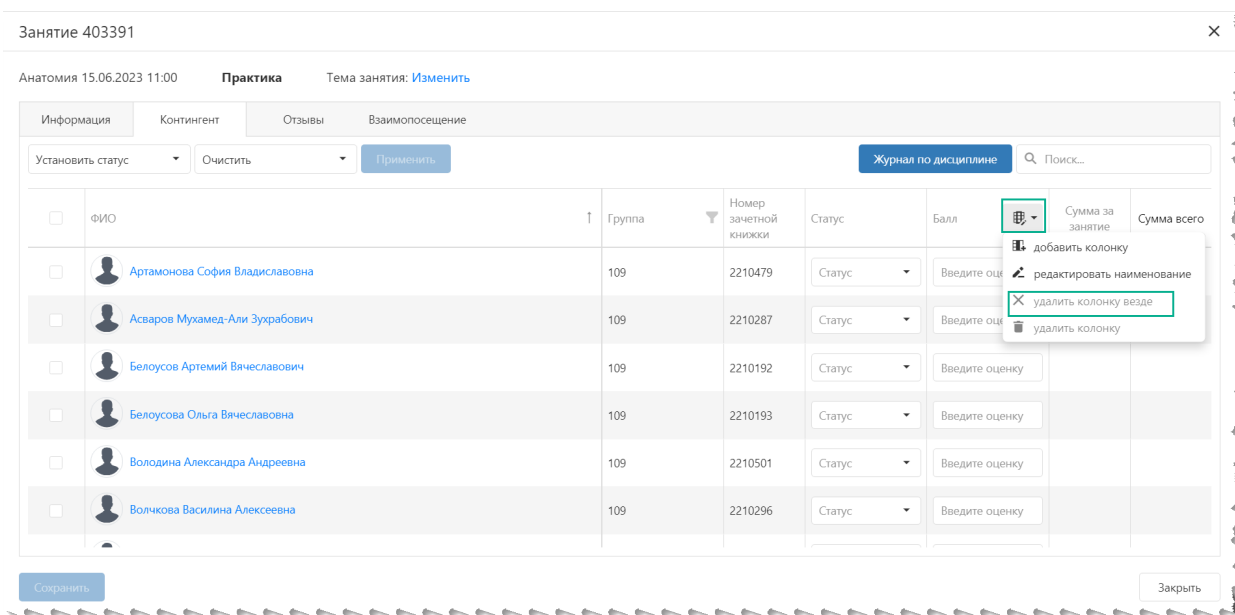 Занятие 403391
Анатомия 15.06.2023 11:00 Практика Тема занятия: Изменить
Информация Контингент Отзывы Взаимопосещение
Установить статус Очистить Применить Журнал по дисциплине Поиск...
ФИО Группа Номер зачетной книжки Статус Балл Сумма за занятие Сумма всего
добавить колонку
редактировать наименование
удалить колонку везде
удалить колонку
Артамонова София Владиславовна 109 2210479 Статус Введите оце
Асваров Мухамед-Али Зухрабович 109 2210287 Статус Введите оце
Белоусов Артемий Вячеславович 109 2210192 Статус Введите оценку
Белоусова Ольга Вячеславовна 109 2210193 Статус Введите оценку
Володина Александра Андреевна 109 2210501 Статус Введите оценку
Волчкова Василина Алексеевна 109 2210296 Статус Введите оценку
Сохранить Закрыть